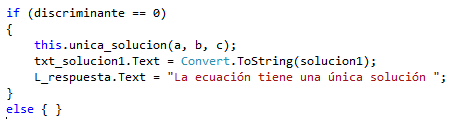 if (discriminante == 0)
{
this.unica_solucion(a, b, c);
txt_solucion1.Text = Convert.ToString(solucion1);
L_respuesta.Text = "La ecuación tiene una única solución ";
}
else { }